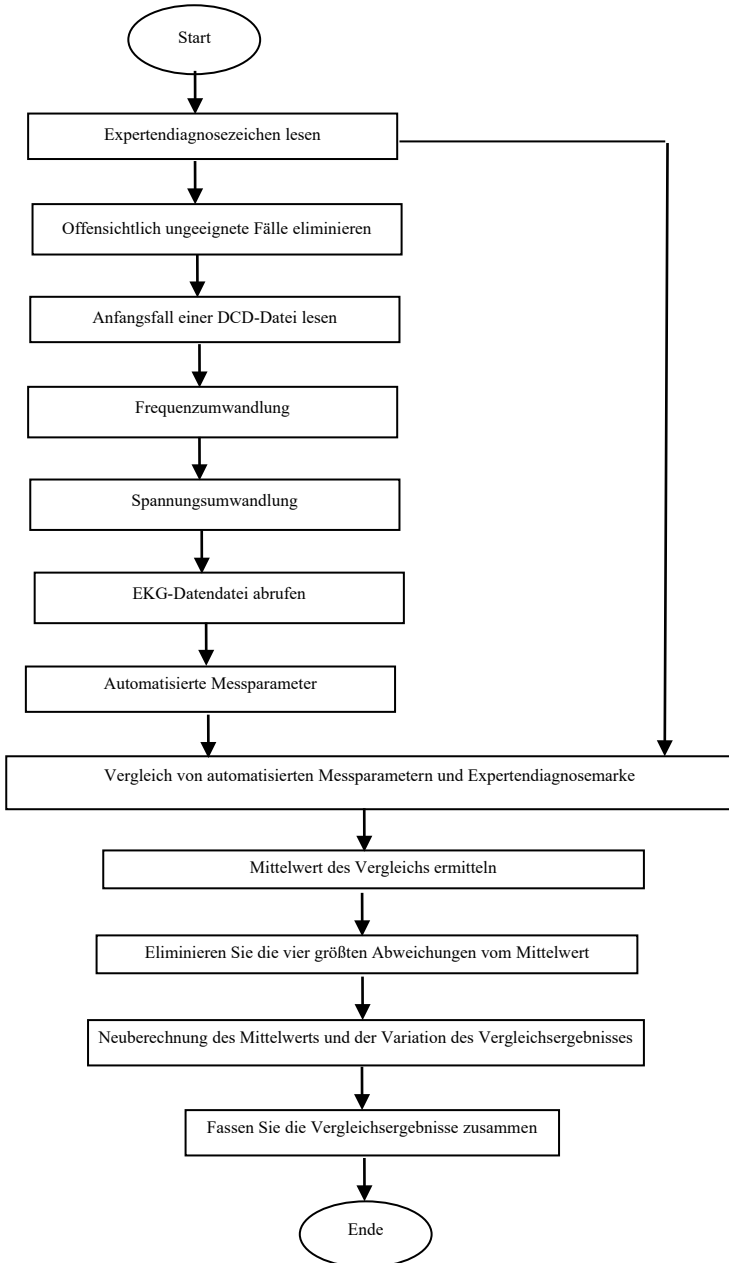 Start
Expertendiagnosezeichen lesen
Offensichtlich ungeeignete Fälle eliminieren
Anfangsfall einer DCD-Datei lesen
Frequenzumwandlung
Spannungsumwandlung
EKG-Datendatei abrufen
Automatisierte Messparameter
Vergleich von automatisierten Messparametern und Expertendiagnosemarke
Mittelwert des Vergleichs ermitteln
Eliminieren Sie die vier größten Abweichungen vom Mittelwert
Neuberechnung des Mittelwerts und der Variation des Vergleichsergebnisses
Fassen Sie die Vergleichsergebnisse zusammen
Ende